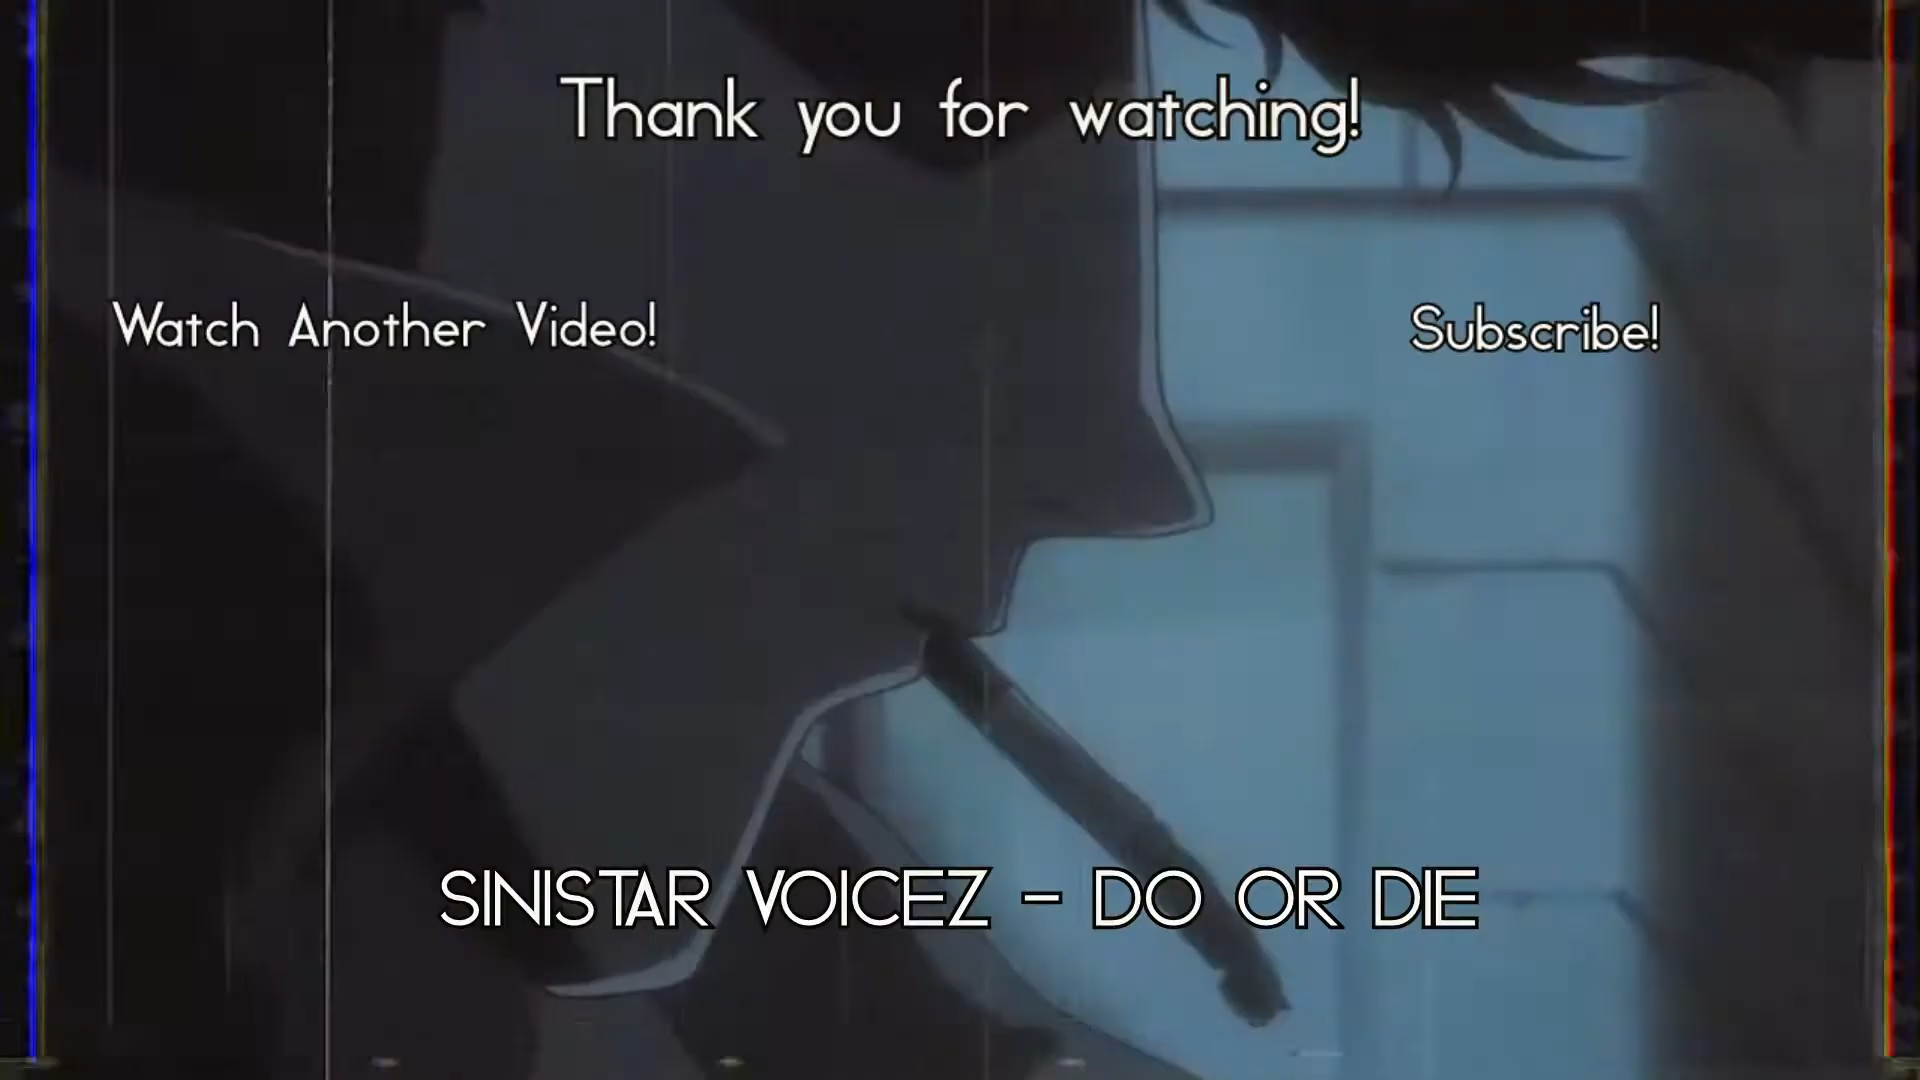 Thank you for watching!
Watch Another Video!
Subscribe!
SINISTAR VOICEZ - DO OR DIE